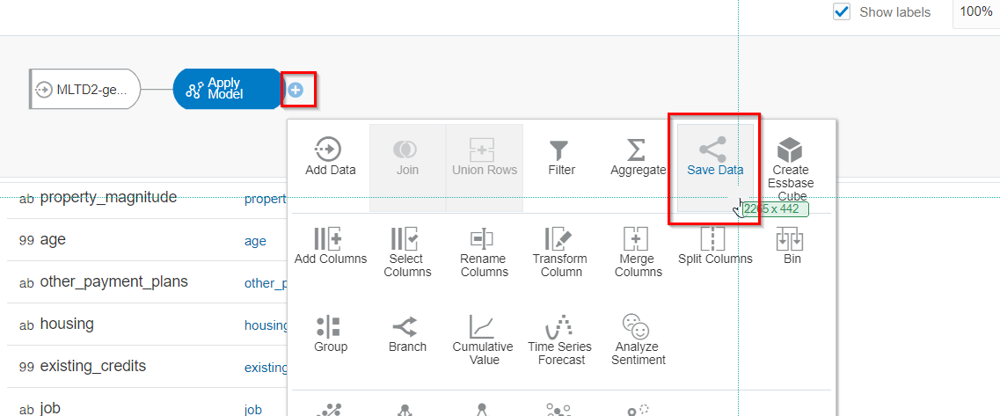 Show labels
100%
MLTD2-ge...
Apply
Model
Add Data
Join
Union Rows
Filter
Aggregate
Save Data
Create
Essbase
Cube
2265 x 442
ab property_magnitude
propert
99 age
age
ab other_payment_plans
other_p
ab housing
housing
99 existing_credits
existing
ab job
job
Add Columns
Select
Columns
Rename
Columns
Transform
Column
Merge
Columns
Split Columns
Bin
Group
Branch
Cumulative
Value
Time Series
Forecast
Analyze
Sentiment